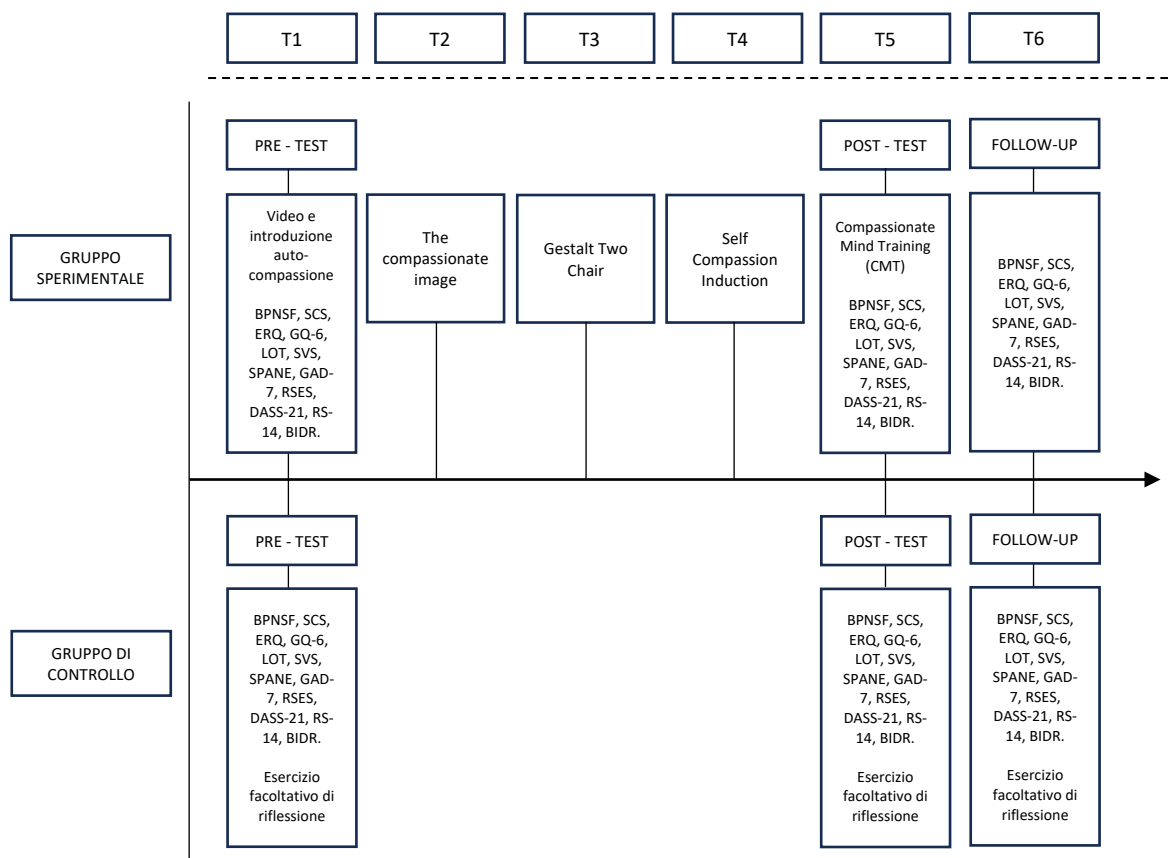 T1
T2
T3
T4
T5
T6
PRE - TEST
POST - TEST
FOLLOW-UP
GRUPPO
SPERIMENTALE
Video e
introduzione
auto-
compassione
BPNSF, SCS,
ERQ, GQ-6,
LOT, SVS,
SPANE, GAD-
7, RSES,
DASS-21, RS-
14, BIDR.
The
compassionate
image
Gestalt Two
Chair
Self
Compassion
Induction
Compassionate
Mind Training
(CMT)
BPNSF, SCS,
ERQ, GQ-6,
LOT, SVS,
SPANE, GAD-
7, RSES,
DASS-21, RS-
14, BIDR.
BPNSF, SCS,
ERQ, GQ-6,
LOT, SVS,
SPANE, GAD-
7, RSES,
DASS-21, RS-
14, BIDR.
PRE - TEST
POST - TEST
FOLLOW-UP
GRUPPO DI
CONTROLLO
BPNSF, SCS,
ERQ, GQ-6,
LOT, SVS,
SPANE, GAD-
7, RSES,
DASS-21, RS-
14, BIDR.
Esercizio
facoltativo di
riflessione
BPNSF, SCS,
ERQ, GQ-6,
LOT, SVS,
SPANE, GAD-
7, RSES,
DASS-21, RS-
14, BIDR.
Esercizio
facoltativo di
riflessione
BPNSF, SCS,
ERQ, GQ-6,
LOT, SVS,
SPANE, GAD-
7, RSES,
DASS-21, RS-
14, BIDR.
Esercizio
facoltativo di
riflessione